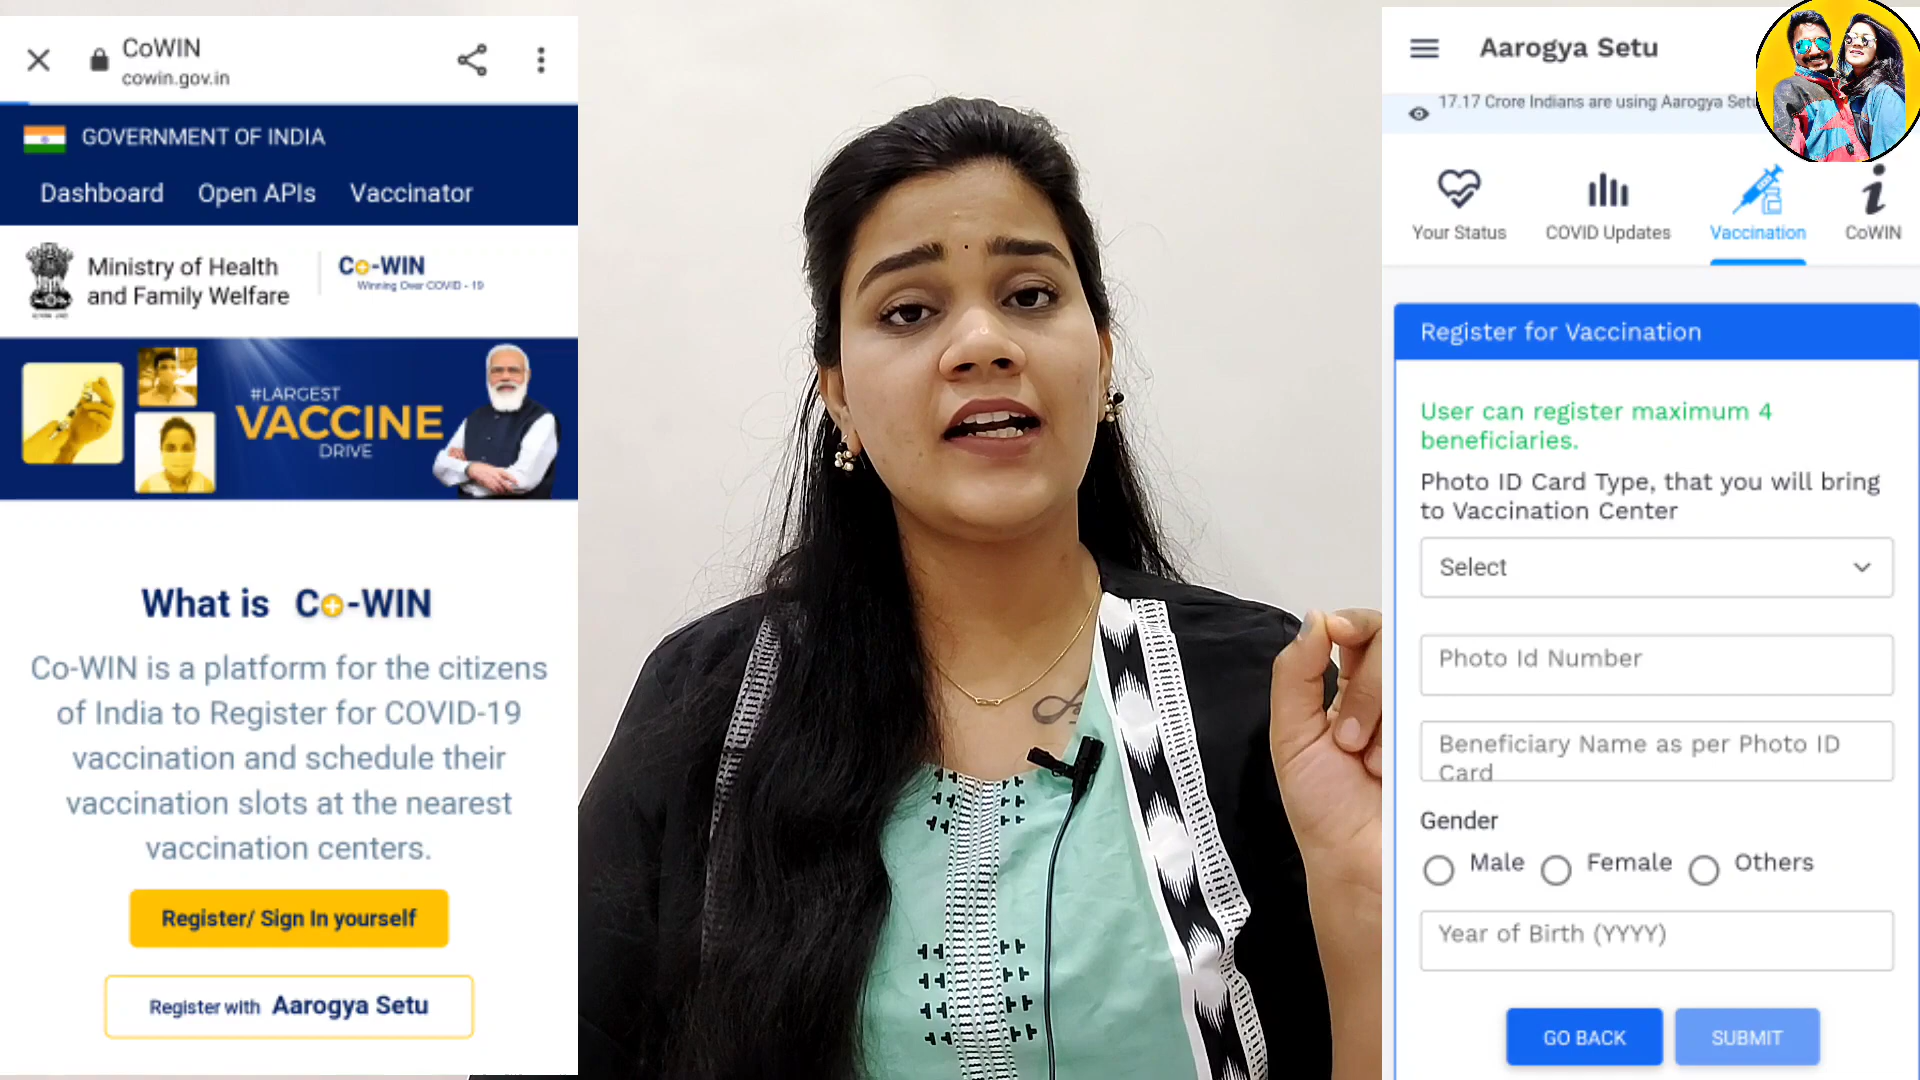 CoWIN
cowin.gov.in
GOVERNMENT OF INDIA
Dashboard Open APIs Vaccinator
Ministry of Health
and Family Welfare
Co-WIN
Winning Over COVID - 19
#LARGEST
VACCINE
DRIVE
What is Co-WIN
Co-WIN is a platform for the citizens
of India to Register for COVID-19
vaccination and schedule their
vaccination slots at the nearest
vaccination centers.
Register/ Sign In yourself
Register with Aarogya Setu
Aarogya Setu
17.17 Crore Indians are using Aarogya
Your Status COVID Updates Vaccination CoWIN
Register for Vaccination
User can register maximum 4
beneficiaries.
Photo ID Card Type, that you will bring
to Vaccination Center
Select
Photo Id Number
Beneficiary Name as per Photo ID
Card
Gender
Male Female Others
Year of Birth (YYYY)
GO BACK SUBMIT